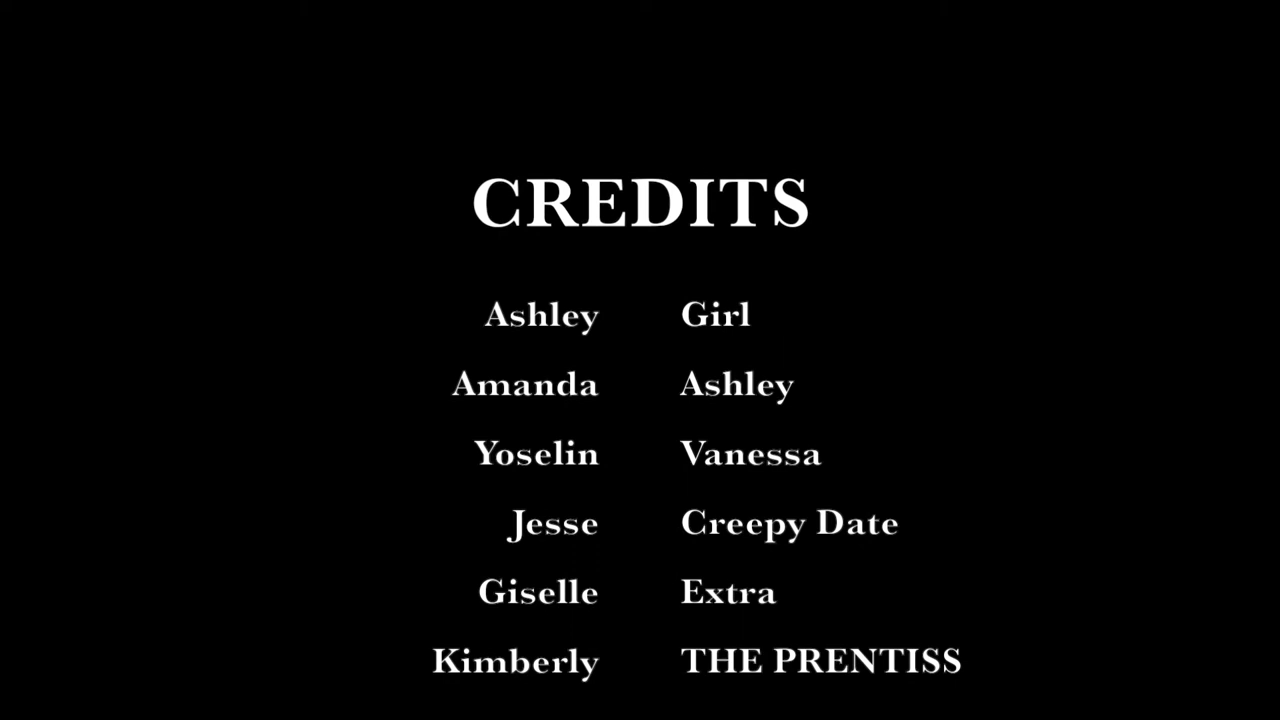 CREDITS
Ashley Girl
Amanda Ashley
Yoselin Vanessa
Jesse Creepy Date
Giselle Extra
Kimberly THE PRENTISS